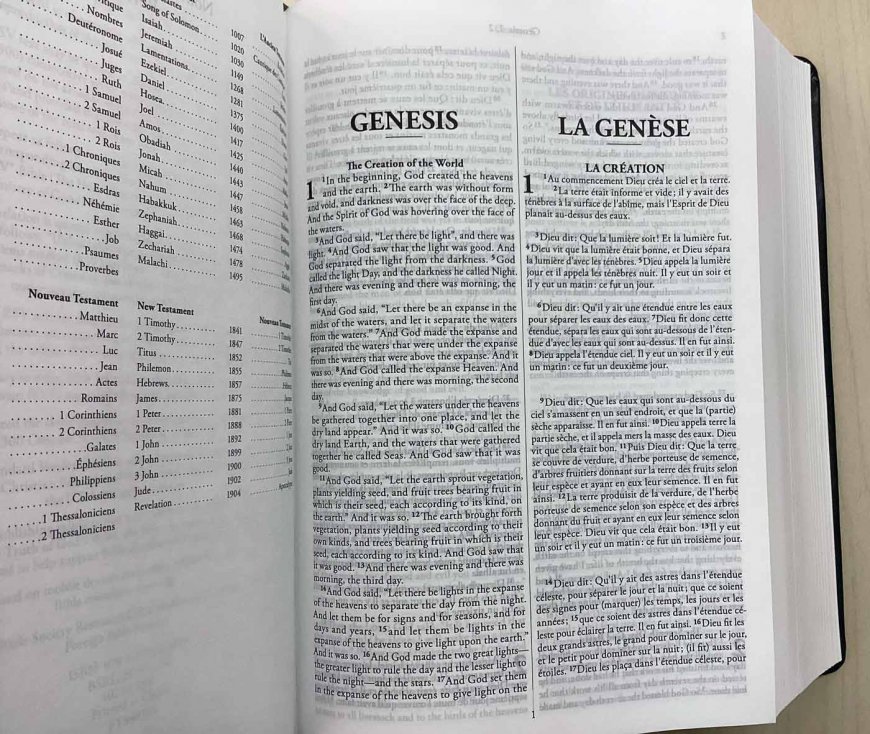 Nombres
Deutéronome
Josué
Juges
Ruth
1 Samuel
2 Samuel
1 Rois
2 Rois
1 Chroniques
2 Chroniques
Esdras
Néhémie
Esther
Job
Psaumes
Proverbes
Nouveau Testament
Matthieu
Marc
Luc
Jean
Actes
Romains
1 Corinthiens
2 Corinthiens
Galates
Éphésiens
Philippiens
Colossiens
1 Thessaloniciens
2 Thessaloniciens
Song of Solomon
Isaiah 1007
Jeremiah 1020
Lamentations 1030
Ezekiel 1149
Daniel 1268
Hosea 1281
Joel 1375
Amos 1400
Obadiah 1417
Jonah 1425
Micah 1440
Nahum 1443
Habakkuk 1447
Zephaniah 1458
Haggai 1463
Zechariah 1468
Malachi 1474
1478
1495
New Testament
1 Timothy 1841
2 Timothy 1847
Titus 1852
Philemon 1855
Hebrews 1857
James 1875
1 Peter 1881
2 Peter 1888
1 John 1892
2 John 1899
3 John 1900
Jude 1902
Revelation 1904
GENESIS
The Creation of the World
1 1In the beginning, God created the heavens
and the earth. 2The earth was without form
and void, and darkness was over the face of the deep.
And the Spirit of God was hovering over the face of
the waters.
3And God said, “Let there be light”, and there was
light. 4And God saw that the light was good. And
God separated the light from the darkness. 5God
called the light Day, and the darkness he called Night.
And there was evening and there was morning, the
first day.
6And God said, “Let there be an expanse in the
midst of the waters, and let it separate the waters
from the waters.” 7And God made the expanse and
separated the waters that were under the expanse
from the waters that were above the expanse. And it
was so. 8And God called the expanse Heaven. And
there was evening and there was morning, the second
day.
9And God said, “Let the waters under the heavens
be gathered together into one place, and let the
dry land appear.” And it was so. 10God called the
dry land Earth, and the waters that were gathered
together he called Seas. And God saw that it was
good.
11And God said, “Let the earth sprout vegetation,
plants yielding seed, and fruit trees bearing fruit in
which is their seed, each according to its kind, on
the earth.” And it was so. 12The earth brought forth
vegetation, plants yielding seed according to their
own kinds, and trees bearing fruit in which is their
seed, each according to its kind. And God saw that
it was good. 13And there was evening and there was
morning, the third day.
14And God said, “Let there be lights in the expanse
of the heavens to separate the day from the night.
And let them be for signs and for seasons, and for
days and years, 15and let them be lights in the
expanse of the heavens to give light upon the earth.”
And it was so. 16And God made the two great lights—
the greater light to rule the day and the lesser light to
rule the night—and the stars. 17And God set them
in the expanse of the heavens to give light on the
LA GENÈSE
LA CRÉATION
1 1Au commencement Dieu créa le ciel et la terre.
2La terre était informe et vide; il y avait des
ténèbres à la surface de l’abîme, mais l’Esprit de Dieu
planait au-dessus des eaux.
3Dieu dit: Que la lumière soit! Et la lumière fut.
4Dieu vit que la lumière était bonne, et Dieu sépara
la lumière d’avec les ténèbres. 5Dieu appela la lumière
jour et il appela les ténèbres nuit. Il y eut un soir et
il y eut un matin: ce fut un jour.
6Dieu dit: Qu’il y ait une étendue entre les eaux
pour séparer les eaux des eaux. 7Dieu fit donc cette
étendue, sépara les eaux qui sont au-dessous de l’éten-
due d’avec les eaux qui sont au-dessus. Il en fut ainsi.
8Dieu appela l’étendue ciel. Il y eut un soir et il y eut
un matin: ce fut un deuxième jour.
9Dieu dit: Que les eaux qui sont au-dessous du
ciel s’amassent en un seul endroit, et que la (partie)
sèche apparaisse. Il en fut ainsi. 10Dieu appela terre la
partie sèche, et il appela mers la masse des eaux. Dieu
vit que cela était bon. 11Puis Dieu dit: Que la terre
se couvre de verdure, d’herbe porteuse de semence,
d’arbres fruitiers donnant sur la terre des fruits selon
leur espèce et ayant en eux leur semence. Il en fut
ainsi. 12La terre produisit de la verdure, de l’herbe
porteuse de semence selon son espèce et des arbres
donnant du fruit et ayant en eux leur semence selon
leur espèce. Dieu vit que cela était bon. 13Il y eut
un soir et il y eut un matin: ce fut un troisième jour.
14Dieu dit: Qu’il y ait des astres dans l’étendue
céleste, pour séparer le jour et la nuit; que ce soient
des signes pour (marquer) les temps, les jours et les
années; 15que ce soient des astres dans l’étendue cé-
leste pour éclairer la terre. Il en fut ainsi. 16Dieu fit les
deux grands astres, le grand pour dominer sur le jour,
et le petit pour dominer sur la nuit; (il fit) aussi les
étoiles. 17Dieu les plaça dans l’étendue céleste, pour
1